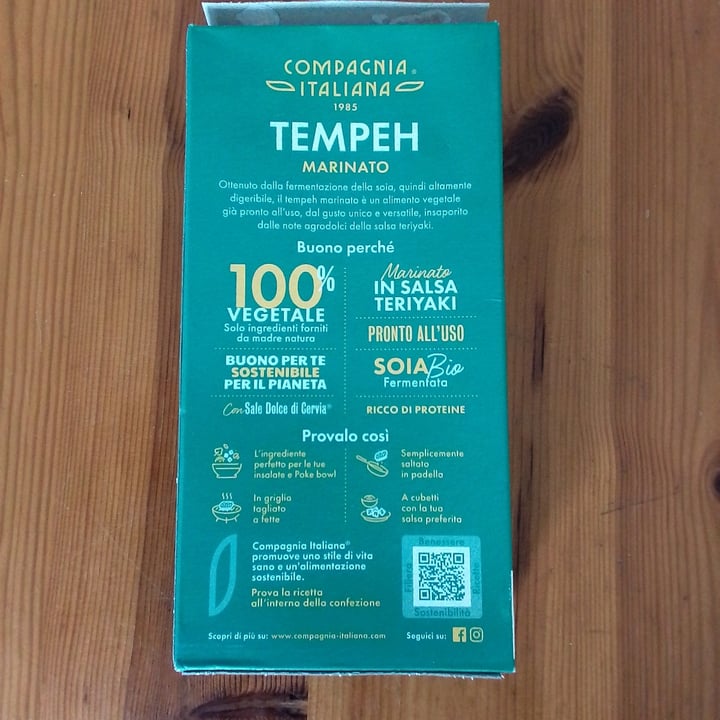 COMPAGNIA®
ITALIANA
1985
TEMPEH
MARINATO
Ottenuto dalla fermentazione della soia, quindi altamente
digeribile, il tempeh marinato è un alimento vegetale
già pronto all'uso, dal gusto unico e versatile, insaporito
dalle note agrodolci della salsa teriyaki.
Buono perché
100%
VEGETALE
Solo ingredienti forniti
da madre natura
BUONO PER TE
SOSTENIBILE
PER IL PIANETA
Con Sale Dolce di Cervia®
Marinato
IN SALSA
TERIYAKI
PRONTO ALL'USO
SOIA Bio
Fermentata
RICCO DI PROTEINE
Provalo così
L'ingrediente
perfetto per le tue
insalate e Poke bowl
Semplicemente
saltato
in padella
In griglia
tagliato
a fette
A cubetti
con la tua
salsa preferita
Compagnia Italiana®
promuove uno stile di vita
sano e un'alimentazione
sostenibile.
Prova la ricetta
all'interno della confezione
Benessere
Filiera
Ricette
Sostenibilità
Scopri di più su: www.compagnia-italiana.com
Seguici su: